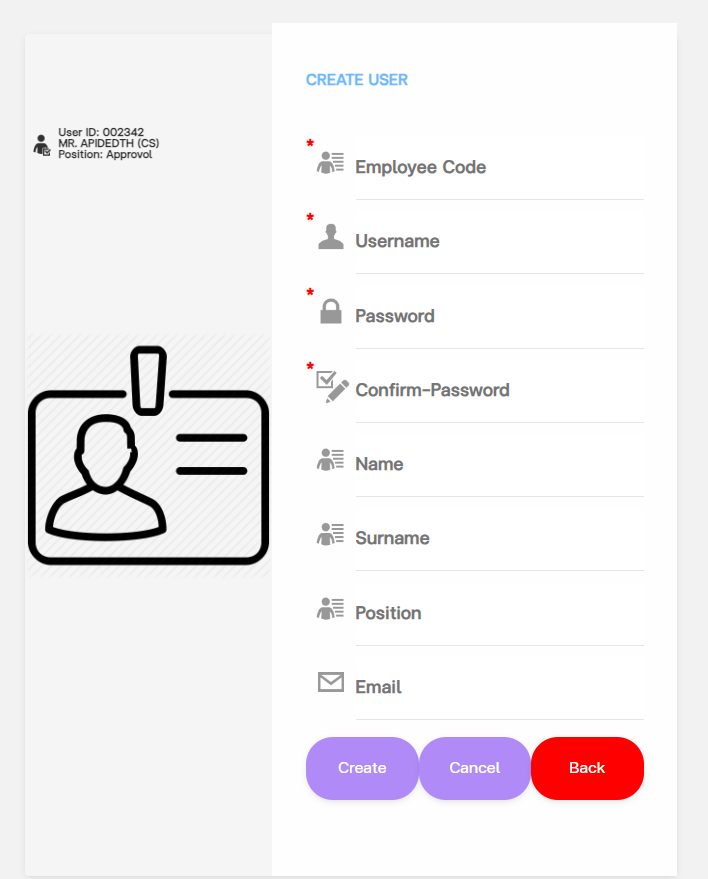 User ID: 002342
MR. APIDEDTH (CS)
Position: Approvol
CREATE USER
* Employee Code
* Username
* Password
* Confirm-Password
Name
Surname
Position
Email
Create Cancel Back